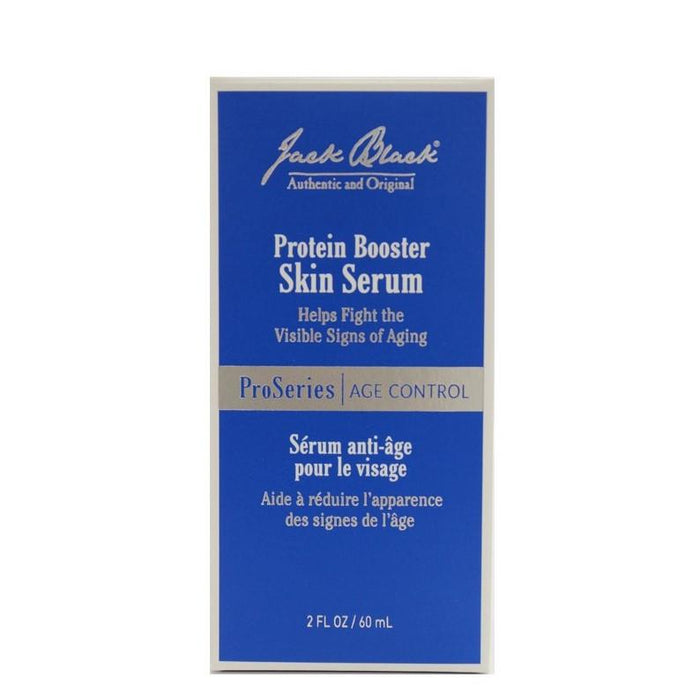 Jack Black®
Authentic and Original
Protein Booster
Skin Serum
Helps Fight the
Visible Signs of Aging
ProSeries | AGE CONTROL
Sérum anti-âge
pour le visage
Aide à réduire l'apparence
des signes de l'âge
2 FL OZ / 60 mL